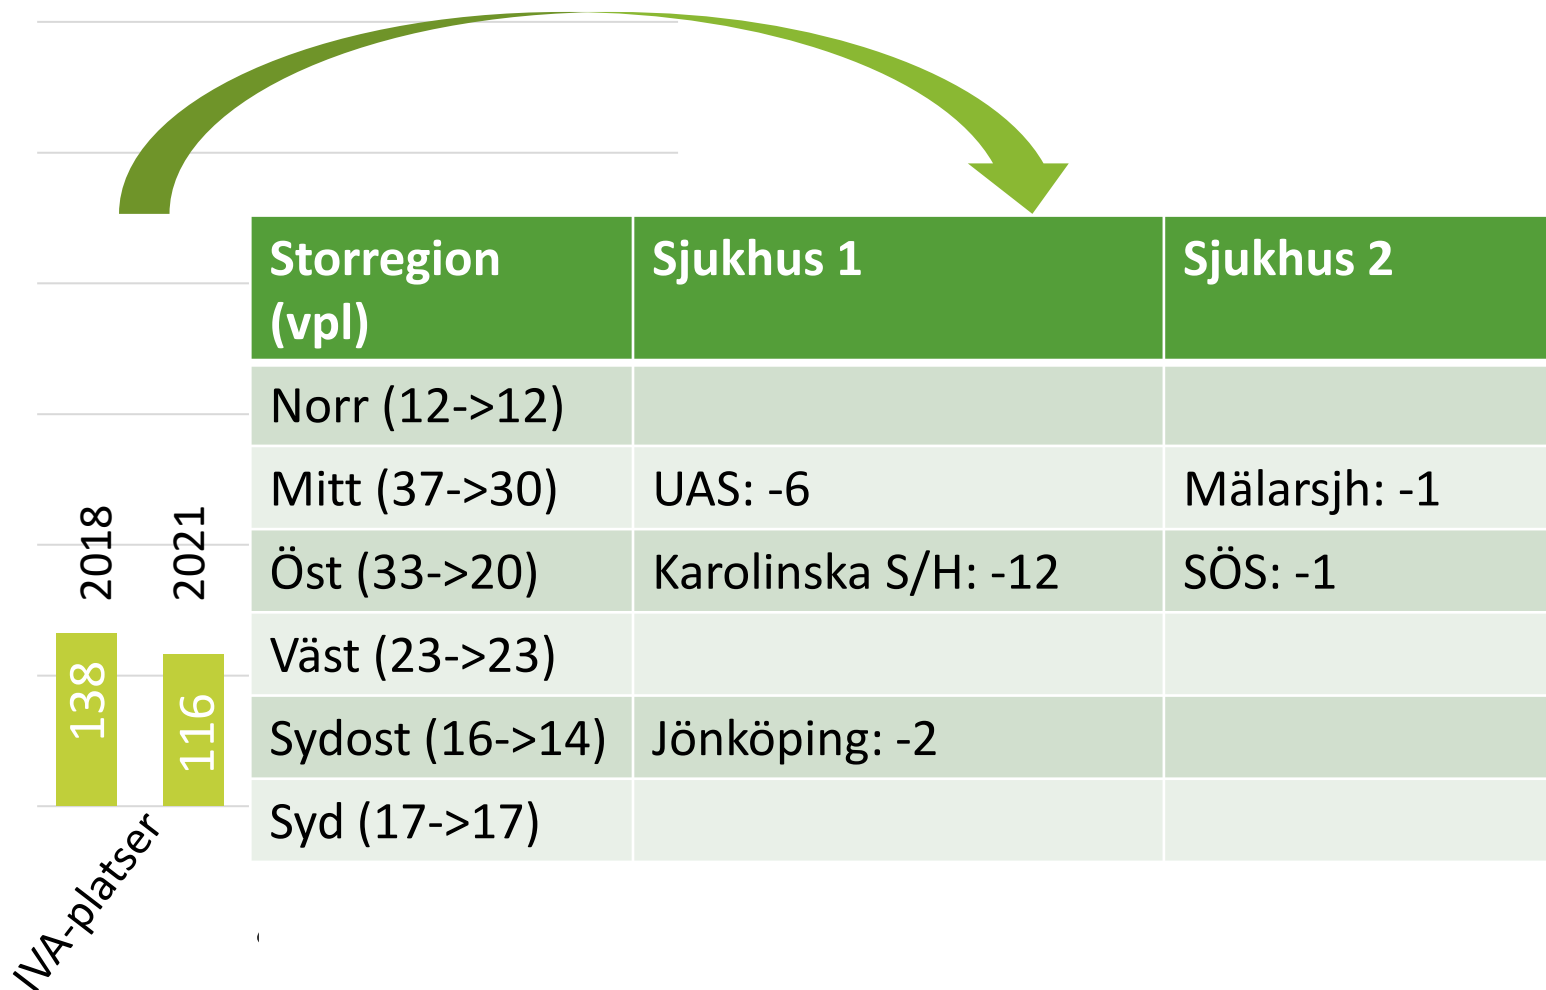 Storregion
(vpl)
Sjukhus 1
Sjukhus 2
Norr (12->12)
Mitt (37->30)
UAS: -6
Mälarsjh: -1
Öst (33->20)
Karolinska S/H: -12
SÖS: -1
Väst (23->23)
Sydost (16->14)
Jönköping: -2
Syd (17->17)
2018
2021
138
116
IVA-platser